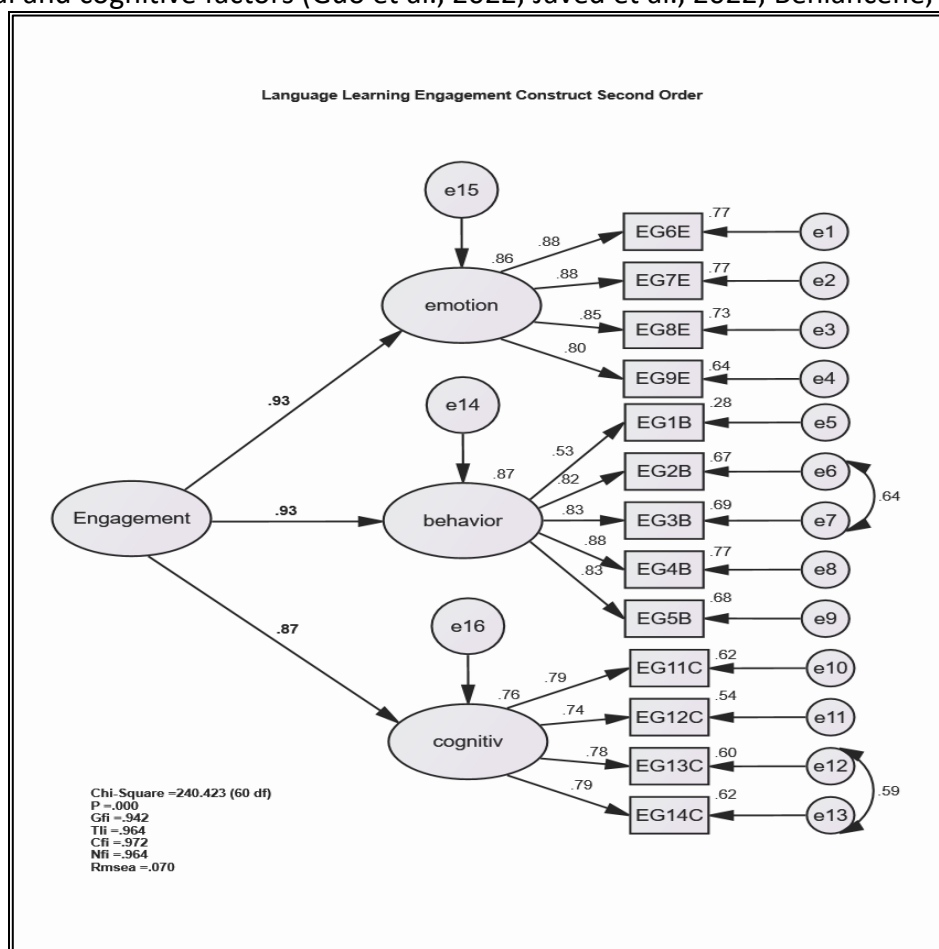 al and cognitive factors (Guo et al., 2022; Javed et al., 2022; Benlahcene,
Language Learning Engagement Construct Second Order
e15
.77
EG6E
e1
.88
.86
.88
.77
EG7E
e2
emotion
.85
.73
EG8E
e3
.80
.64
EG9E
e4
.93
e14
.28
EG1B
e5
.53
.87
.82
.67
EG2B
e6
.64
Engagement
.93
behavior
.83
.69
EG3B
e7
.88
.77
EG4B
e8
.83
.68
EG5B
e9
.87
e16
.62
EG11C
e10
.79
.76
.74
.54
EG12C
e11
cognitiv
.78
.60
EG13C
e12
.59
.79
.62
EG14C
e13
Chi-Square =240.423 (60 df)
P =.000
Gfi =.942
Tli =.964
Cfi =.972
Nfi =.964
Rmsea =.070